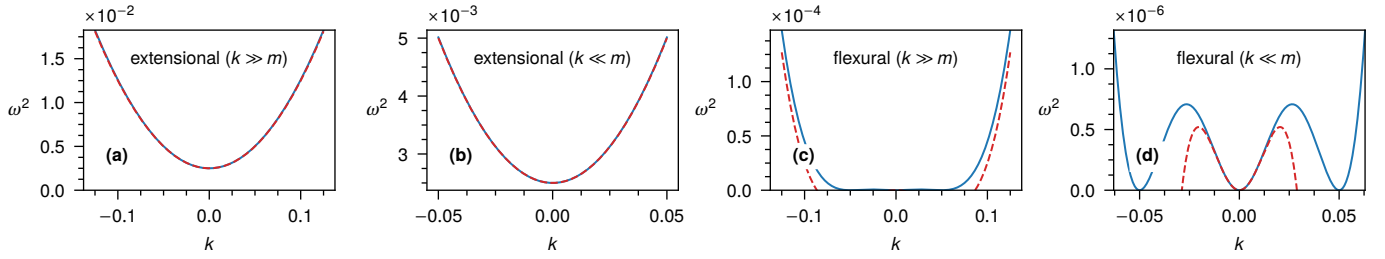 ×10⁻²
1.5
1.0
0.5
0.0
ω²
extensional (k ≫ m)
(a)
−0.1
0.0
0.1
k
×10⁻³
5
4
3
ω²
extensional (k ≪ m)
(b)
−0.05
0.00
0.05
k
×10⁻⁴
1.0
0.5
0.0
ω²
flexural (k ≫ m)
(c)
−0.1
0.0
0.1
k
×10⁻⁶
1.0
0.5
0.0
ω²
flexural (k ≪ m)
(d)
−0.05
0.00
0.05
k